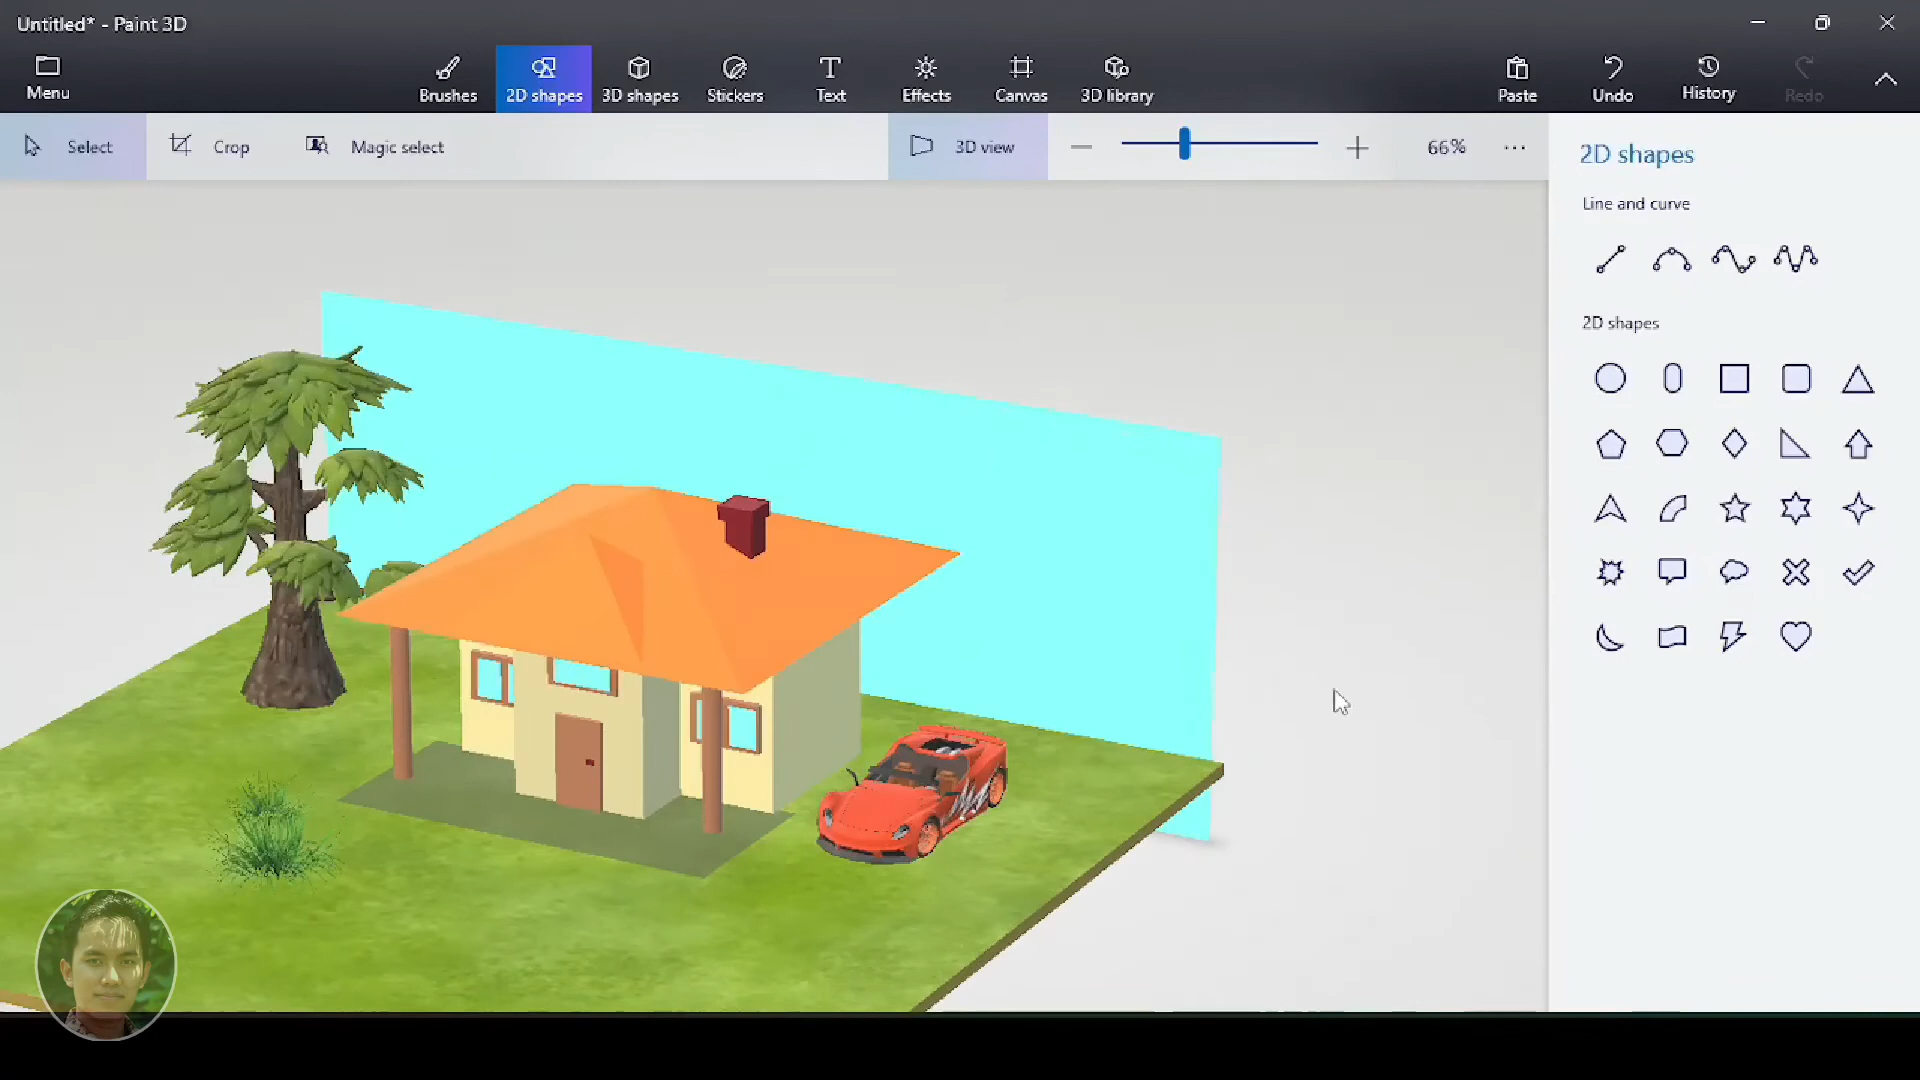 Untitled* - Paint 3D
Menu
Brushes
2D shapes
3D shapes
Stickers
Text
Effects
Canvas
3D library
Paste
Undo
History
Redo
Select
Crop
Magic select
3D view
66%
2D shapes
Line and curve
2D shapes